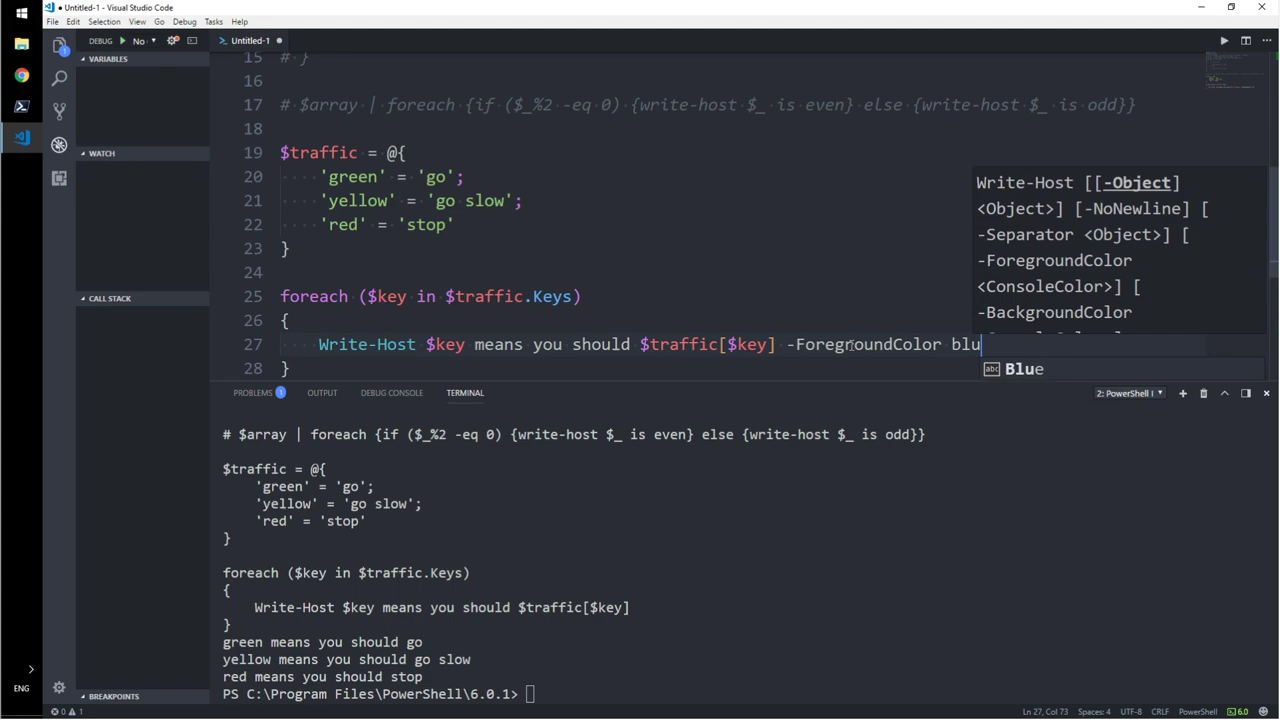 Untitled-1 - Visual Studio Code
File Edit Selection View Go Debug Tasks Help
DEBUG No
Untitled-1
VARIABLES
WATCH
CALL STACK
BREAKPOINTS
1
15 # }
16
17 # $array | foreach {if ($_%2 -eq 0) {write-host $_ is even} else {write-host $_ is odd}}
18
19 $traffic = @{
20 'green' = 'go';
21 'yellow' = 'go slow';
22 'red' = 'stop'
23 }
24
25 foreach ($key in $traffic.Keys)
26 {
27 Write-Host $key means you should $traffic[$key] -ForegroundColor blu
28 }
Write-Host [[-Object]
<Object>] [-NoNewline] [
-Separator <Object>] [
-ForegroundColor
<ConsoleColor>] [
-BackgroundColor
abc Blue
PROBLEMS 1 OUTPUT DEBUG CONSOLE TERMINAL 2: PowerShell I
# $array | foreach {if ($_%2 -eq 0) {write-host $_ is even} else {write-host $_ is odd}}
$traffic = @{
'green' = 'go';
'yellow' = 'go slow';
'red' = 'stop'
}
foreach ($key in $traffic.Keys)
{
Write-Host $key means you should $traffic[$key]
}
green means you should go
yellow means you should go slow
red means you should stop
PS C:\Program Files\PowerShell\6.0.1>
ENG
0 1 Ln 27, Col 73 Spaces: 4 UTF-8 CRLF PowerShell 6.0